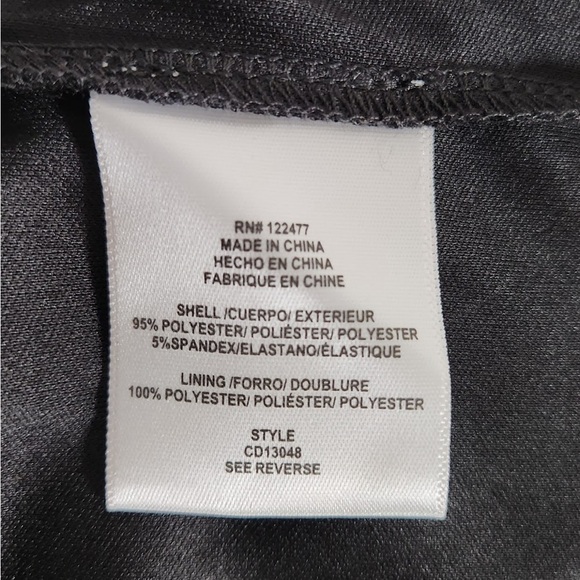 RN# 122477
MADE IN CHINA
HECHO EN CHINA
FABRIQUE EN CHINE
SHELL /CUERPO/ EXTERIEUR
95% POLYESTER/ POLIÉSTER/ POLYESTER
5%SPANDEX/ELASTANO/ÉLASTIQUE
LINING /FORRO/ DOUBLURE
100% POLYESTER/ POLIÉSTER/ POLYESTER
STYLE
CD13048
SEE REVERSE